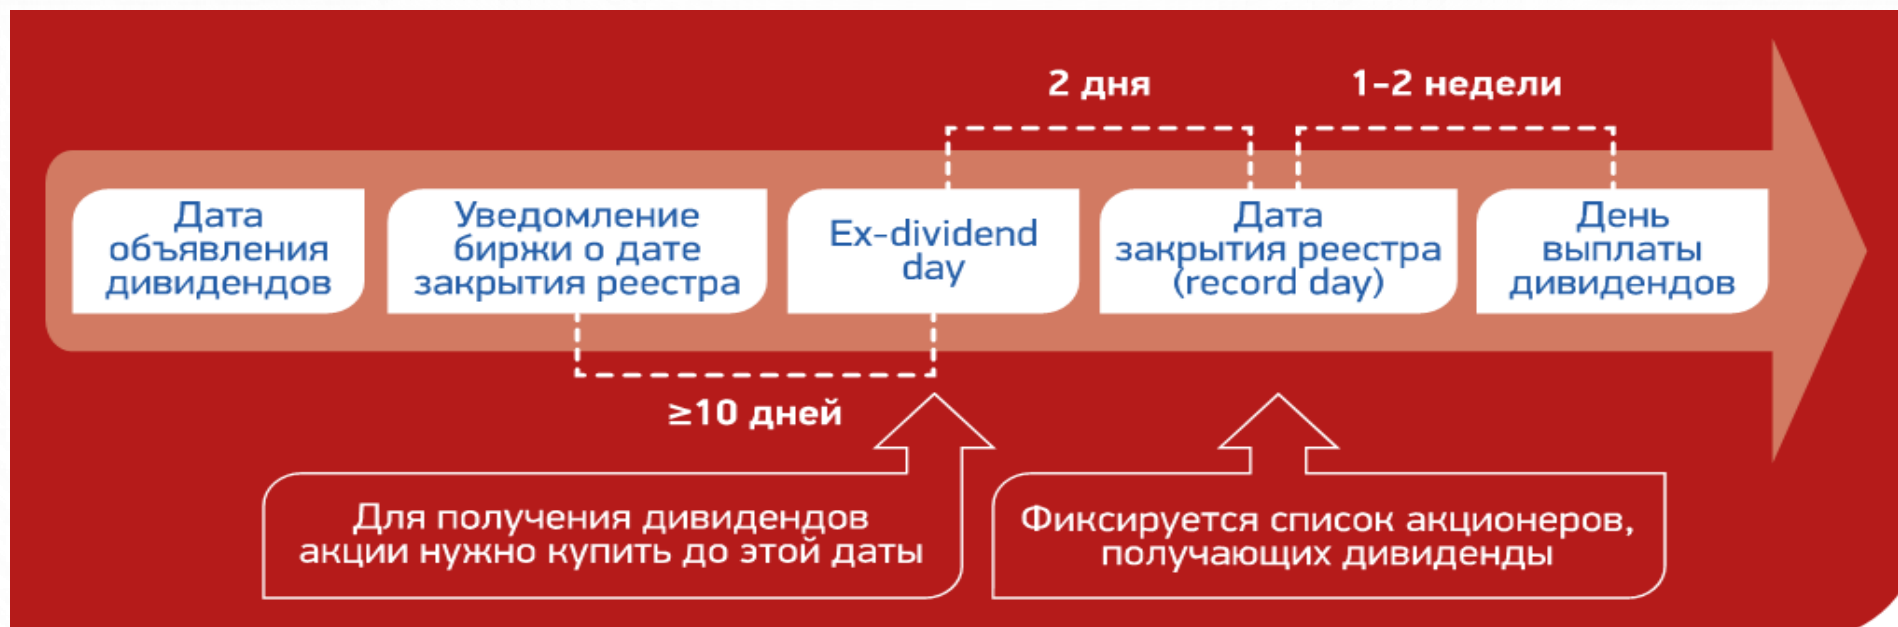 2 дня
1-2 недели
Дата
объявления
дивидендов
Уведомление
биржи о дате
закрытия реестра
Ex-dividend
day
Дата
закрытия реестра
(record day)
День
выплаты
дивидендов
≥10 дней
Для получения дивидендов
акции нужно купить до этой даты
Фиксируется список акционеров,
получающих дивиденды